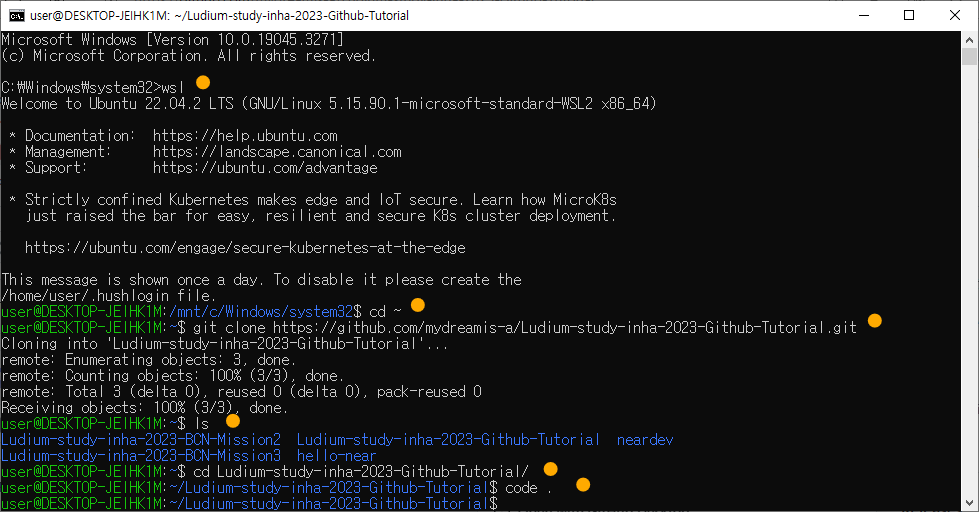 user@DESKTOP-JEIHK1M: ~/Ludium-study-inha-2023-Github-Tutorial
Microsoft Windows [Version 10.0.19045.3271]
(c) Microsoft Corporation. All rights reserved.
C:₩Windows₩system32>wsl
Welcome to Ubuntu 22.04.2 LTS (GNU/Linux 5.15.90.1-microsoft-standard-WSL2 x86_64)
* Documentation:  https://help.ubuntu.com
* Management:     https://landscape.canonical.com
* Support:        https://ubuntu.com/advantage
* Strictly confined Kubernetes makes edge and IoT secure. Learn how MicroK8s
just raised the bar for easy, resilient and secure K8s cluster deployment.
https://ubuntu.com/engage/secure-kubernetes-at-the-edge
This message is shown once a day. To disable it please create the
/home/user/.hushlogin file.
user@DESKTOP-JEIHK1M:/mnt/c/Windows/system32$ cd ~
user@DESKTOP-JEIHK1M:~$ git clone https://github.com/mydreamis-a/Ludium-study-inha-2023-Github-Tutorial.git
Cloning into 'Ludium-study-inha-2023-Github-Tutorial'...
remote: Enumerating objects: 3, done.
remote: Counting objects: 100% (3/3), done.
remote: Total 3 (delta 0), reused 0 (delta 0), pack-reused 0
Receiving objects: 100% (3/3), done.
user@DESKTOP-JEIHK1M:~$ ls
Ludium-study-inha-2023-BCN-Mission2  Ludium-study-inha-2023-Github-Tutorial  neardev
Ludium-study-inha-2023-BCN-Mission3  hello-near
user@DESKTOP-JEIHK1M:~$ cd Ludium-study-inha-2023-Github-Tutorial/
user@DESKTOP-JEIHK1M:~/Ludium-study-inha-2023-Github-Tutorial$ code .
user@DESKTOP-JEIHK1M:~/Ludium-study-inha-2023-Github-Tutorial$